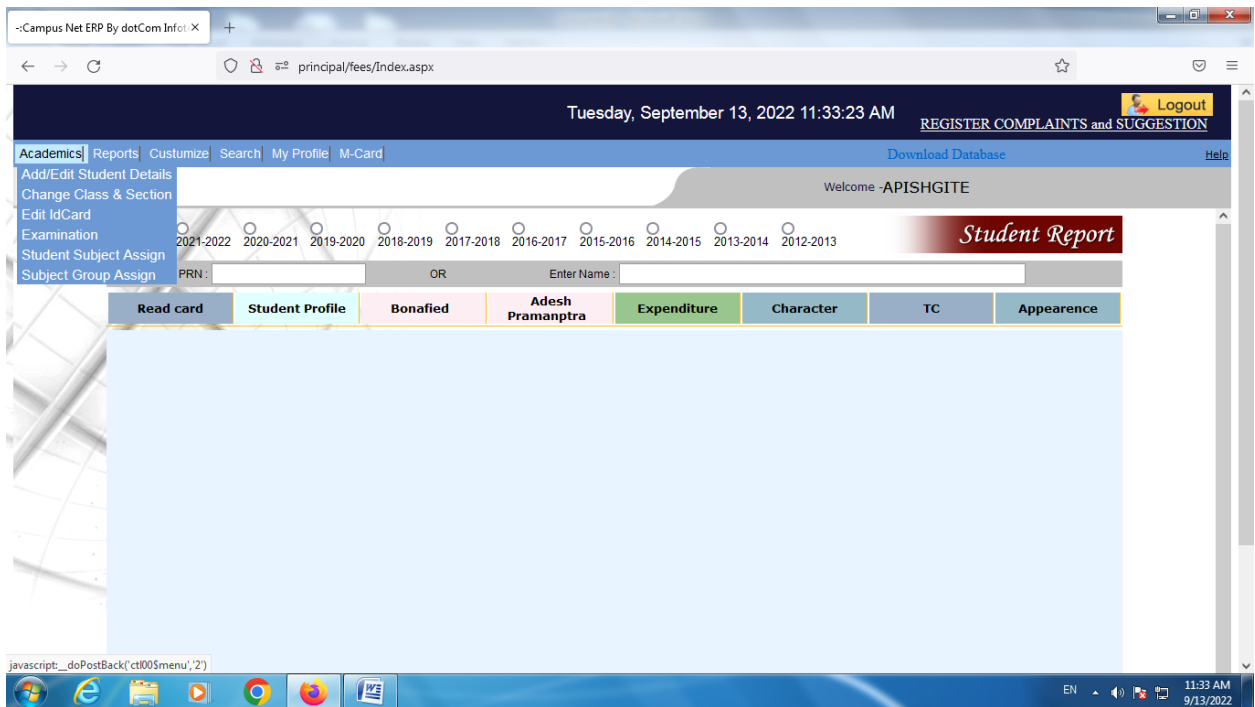 -:Campus Net ERP By dotCom Infot
principal/fees/Index.aspx
Tuesday, September 13, 2022 11:33:23 AM
Logout
REGISTER COMPLAINTS and SUGGESTION
Academics| Reports| Custumize| Search| My Profile| M-Card|
Download Database
Help
Add/Edit Student Details
Change Class & Section
Edit IdCard
Examination
Student Subject Assign
Subject Group Assign
Welcome -APISHGITE
2021-2022 2020-2021 2019-2020 2018-2019 2017-2018 2016-2017 2015-2016 2014-2015 2013-2014 2012-2013
Student Report
PRN : OR Enter Name :
Read card Student Profile Bonafied Adesh Pramanptra Expenditure Character TC Appearence
javascript:__doPostBack('ctl00$menu','2')
EN
11:33 AM
9/13/2022